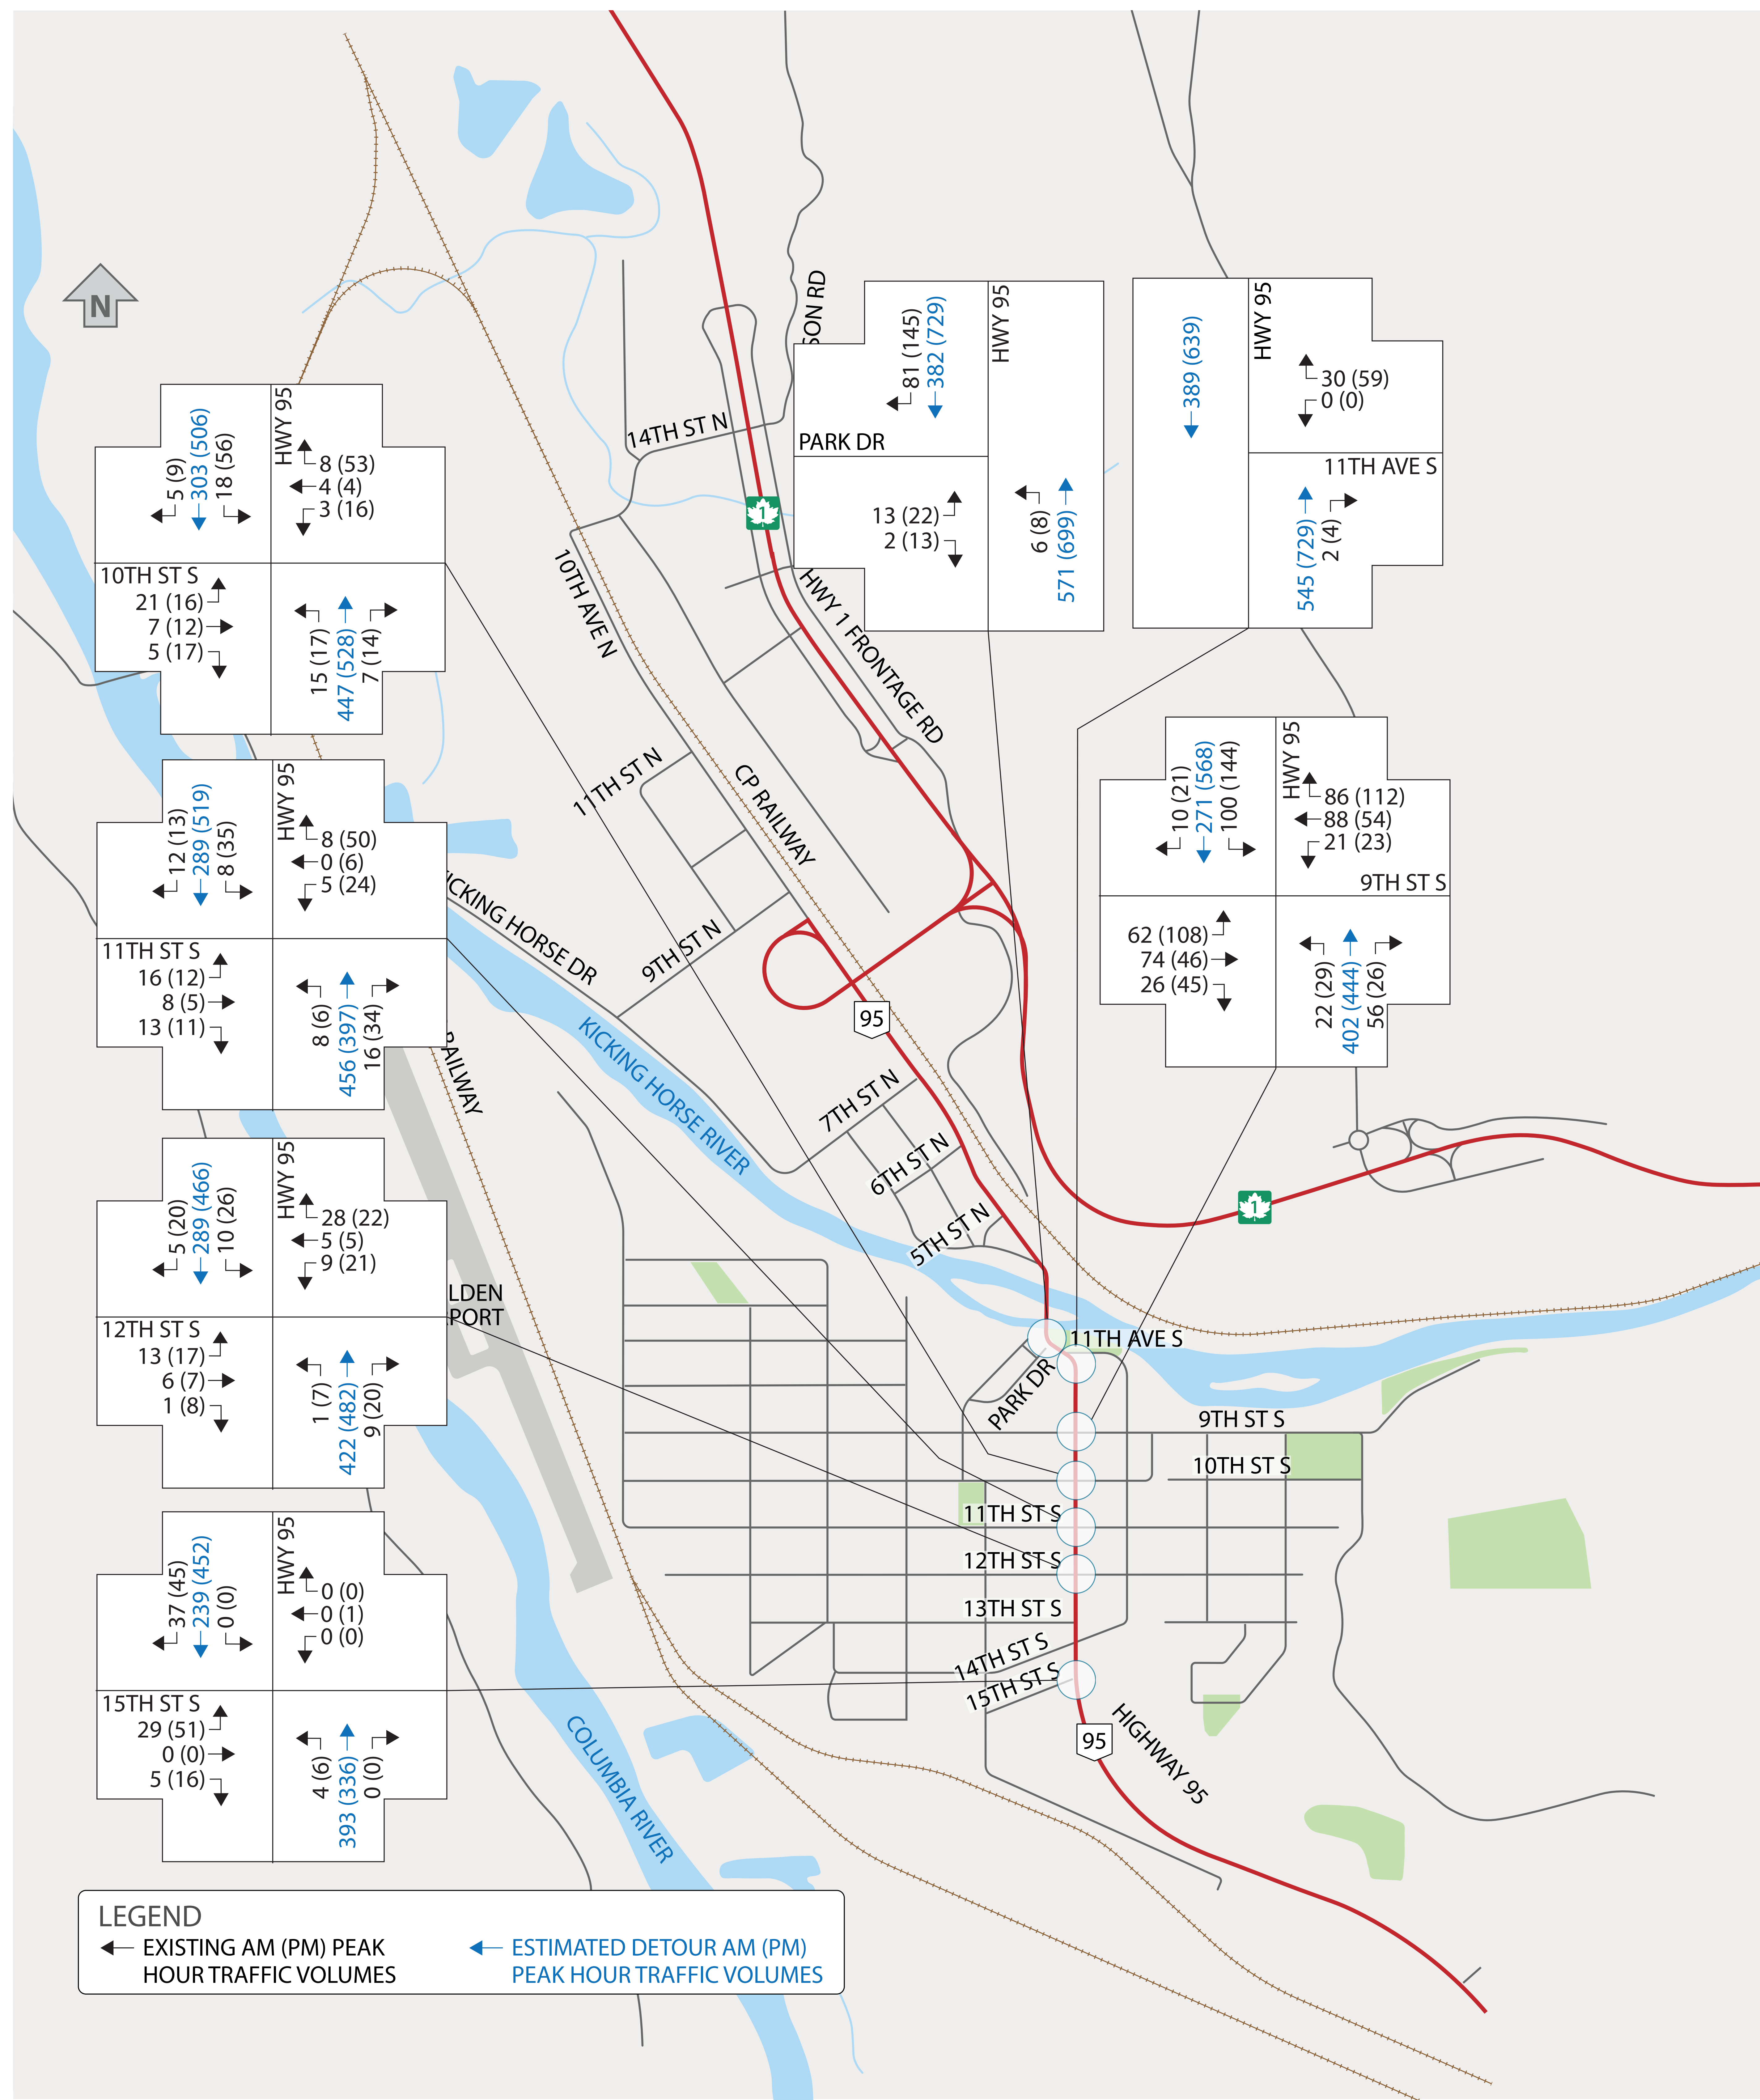 N
14TH ST N
SON RD
1
10TH AVE N
HWY 1 FRONTAGE RD
11TH ST N
CP RAILWAY
KICKING HORSE DR
9TH ST N
95
KICKING HORSE RIVER
7TH ST N
6TH ST N
5TH ST N
1
RAILWAY
LDEN
PORT
11TH AVE S
PARK DR
9TH ST S
10TH ST S
11TH ST S
12TH ST S
13TH ST S
14TH ST S
15TH ST S
95
HIGHWAY 95
COLUMBIA RIVER
81 (145)
382 (729)
HWY 95
PARK DR
13 (22)
2 (13)
6 (8)
571 (699)
389 (639)
HWY 95
30 (59)
0 (0)
11TH AVE S
545 (729)
2 (4)
5 (9)
303 (506)
18 (56)
HWY 95
8 (53)
4 (4)
3 (16)
10TH ST S
21 (16)
7 (12)
5 (17)
15 (17)
447 (528)
7 (14)
10 (21)
271 (568)
100 (144)
HWY 95
86 (112)
88 (54)
21 (23)
9TH ST S
62 (108)
74 (46)
26 (45)
22 (29)
402 (444)
56 (26)
12 (13)
289 (519)
8 (35)
HWY 95
8 (50)
0 (6)
5 (24)
11TH ST S
16 (12)
8 (5)
13 (11)
8 (6)
456 (397)
16 (34)
5 (20)
289 (466)
10 (26)
HWY 95
28 (22)
5 (5)
9 (21)
12TH ST S
13 (17)
6 (7)
1 (8)
1 (7)
422 (482)
9 (20)
37 (45)
239 (452)
0 (0)
HWY 95
0 (0)
0 (1)
0 (0)
15TH ST S
29 (51)
0 (0)
5 (16)
4 (6)
393 (336)
0 (0)
LEGEND
EXISTING AM (PM) PEAK
HOUR TRAFFIC VOLUMES
ESTIMATED DETOUR AM (PM)
PEAK HOUR TRAFFIC VOLUMES